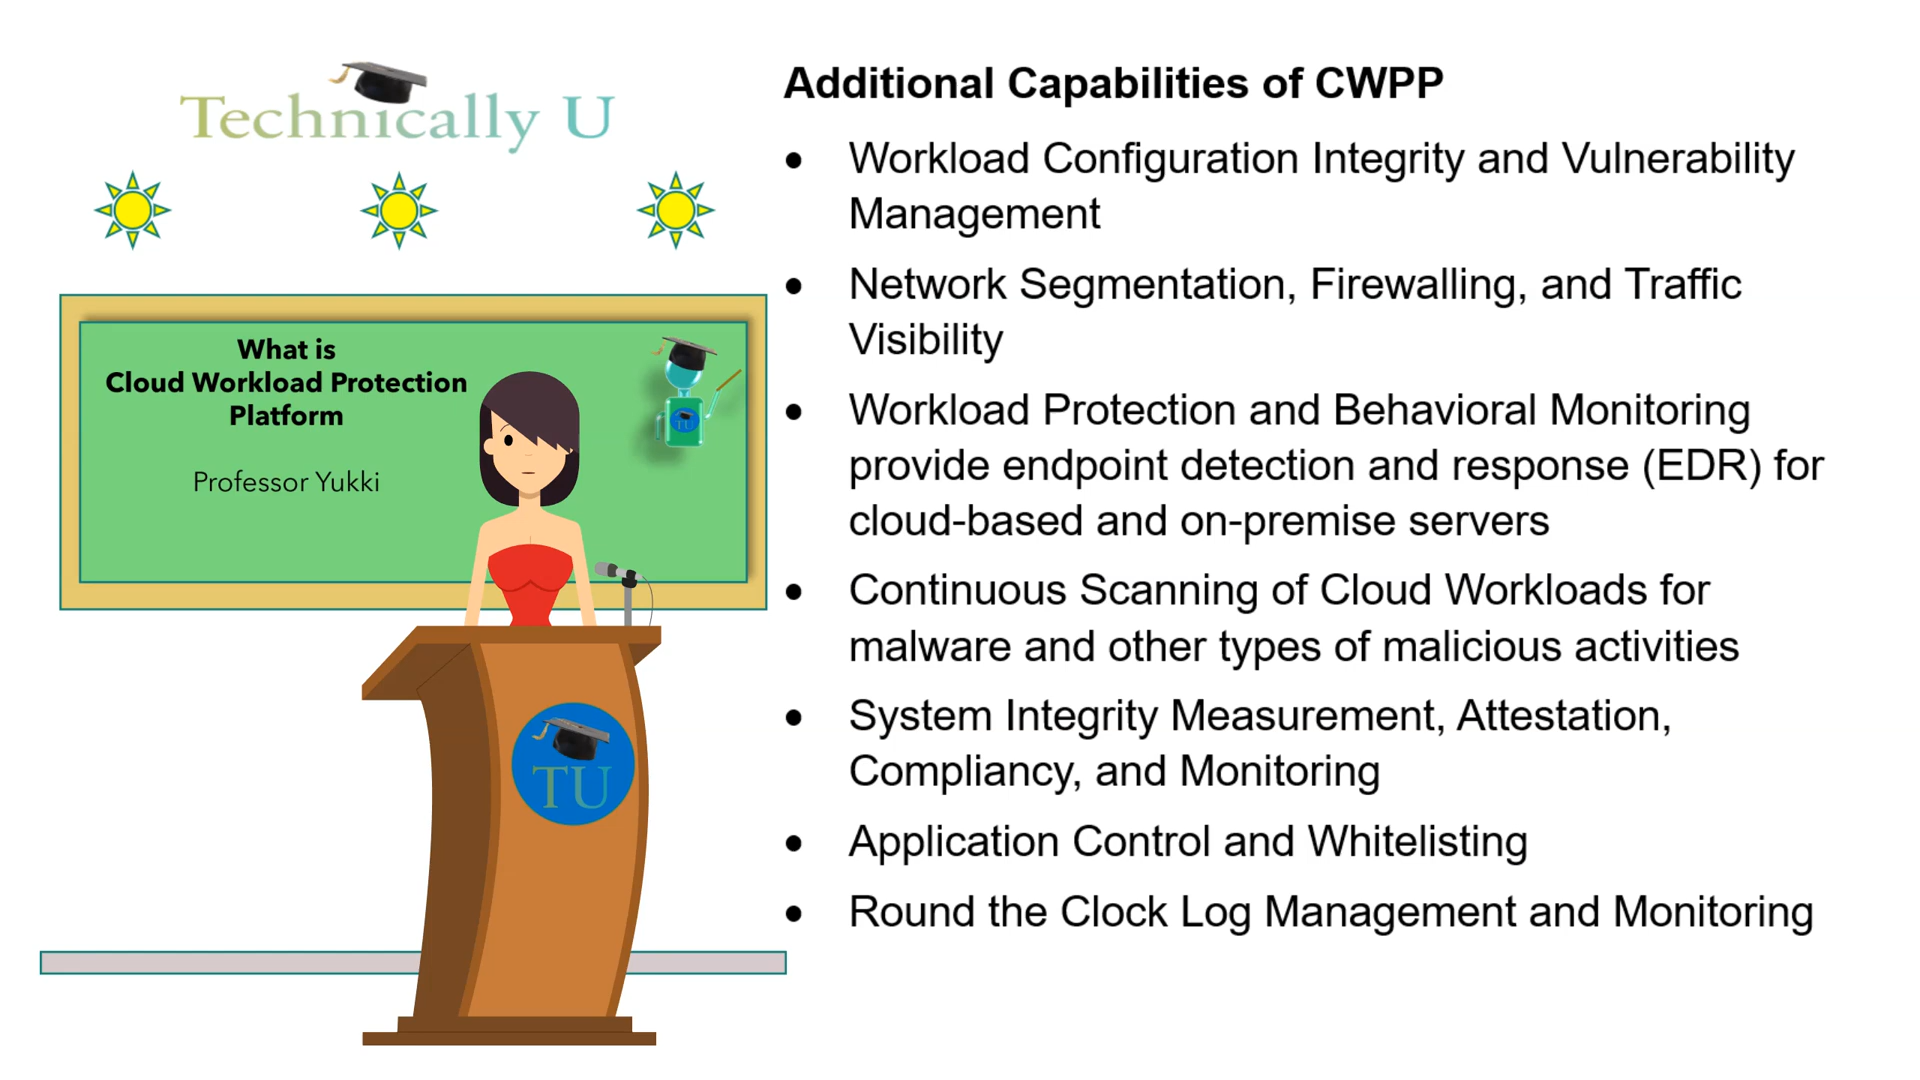 Technically U
What is
Cloud Workload Protection
Platform
Professor Yukki
TU
TU
Additional Capabilities of CWPP
• Workload Configuration Integrity and Vulnerability
Management
• Network Segmentation, Firewalling, and Traffic
Visibility
• Workload Protection and Behavioral Monitoring
provide endpoint detection and response (EDR) for
cloud-based and on-premise servers
• Continuous Scanning of Cloud Workloads for
malware and other types of malicious activities
• System Integrity Measurement, Attestation,
Compliancy, and Monitoring
• Application Control and Whitelisting
• Round the Clock Log Management and Monitoring